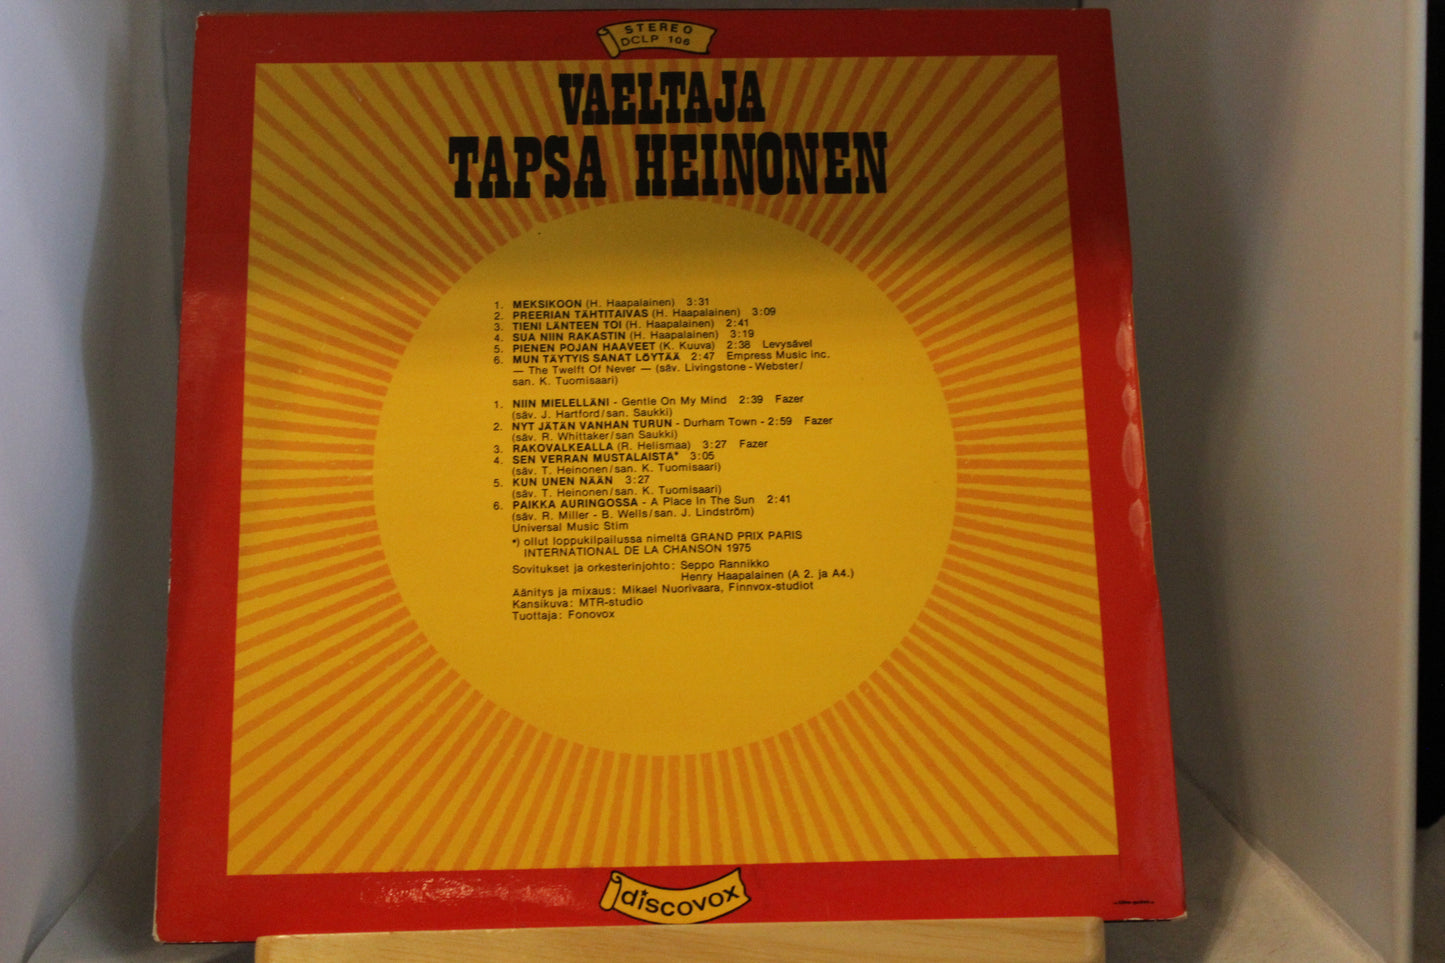 STEREO
DCLP 106
VAELTAJA
TAPSA HEINONEN
1. MEKSIKOON (H. Haapalainen) 3:31
2. PREERIAN TÄHTITAIVAS (H. Haapalainen) 3:09
3. TIENI LÄNTEEN TOI (H. Haapalainen) 2:41
4. SUA NIIN RAKASTIN (H. Haapalainen) 3:19
5. PIENEN POJAN HAAVEET (K. Kuuva) 2:38 Levysävel
6. MUN TÄYTYIS SANAT LÖYTÄÄ 2:47 Empress Music inc.
— The Twelft Of Never — (säv. Livingstone - Webster/
san. K. Tuomisaari)
1. NIIN MIELELLÄNI - Gentle On My Mind 2:39 Fazer
(säv. J. Hartford/san. Saukki)
2. NYT JÄTÄN VANHAN TURUN - Durham Town - 2:59 Fazer
(säv. R. Whittaker/san Saukki)
3. RAKOVALKEALLA (R. Helismaa) 3:27 Fazer
4. SEN VERRAN MUSTALAISTA* 3:05
(säv. T. Heinonen/san. K. Tuomisaari)
5. KUN UNEN NÄÄN 3:27
(säv. T. Heinonen/san. K. Tuomisaari)
6. PAIKKA AURINGOSSA - A Place In The Sun 2:41
(säv. R. Miller - B. Wells/san. J. Lindström)
Universal Music Stim
*) ollut loppukilpailussa nimeltä GRAND PRIX PARIS
INTERNATIONAL DE LA CHANSON 1975
Sovitukset ja orkesterinjohto: Seppo Rannikko
Henry Haapalainen (A 2. ja A4.)
Äänitys ja mixaus: Mikael Nuorivaara, Finnvox-studiot
Kansikuva: MTR-studio
Tuottaja: Fonovox
discovox